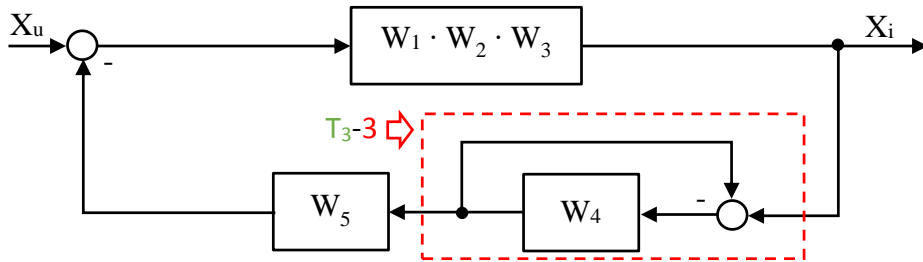 Xᵤ
W₁ · W₂ · W₃
Xᵢ
-
T₃-3
-
W₅
W₄